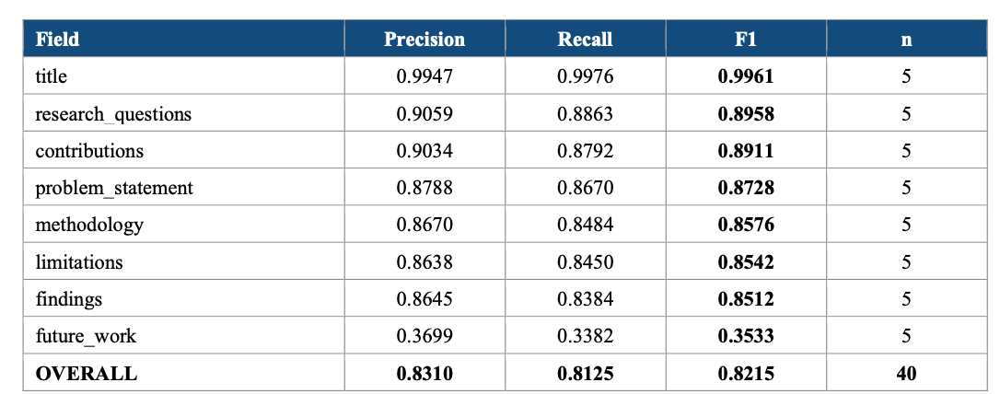 Field Precision Recall F1 n
title 0.9947 0.9976 0.9961 5
research_questions 0.9059 0.8863 0.8958 5
contributions 0.9034 0.8792 0.8911 5
problem_statement 0.8788 0.8670 0.8728 5
methodology 0.8670 0.8484 0.8576 5
limitations 0.8638 0.8450 0.8542 5
findings 0.8645 0.8384 0.8512 5
future_work 0.3699 0.3382 0.3533 5
OVERALL 0.8310 0.8125 0.8215 40